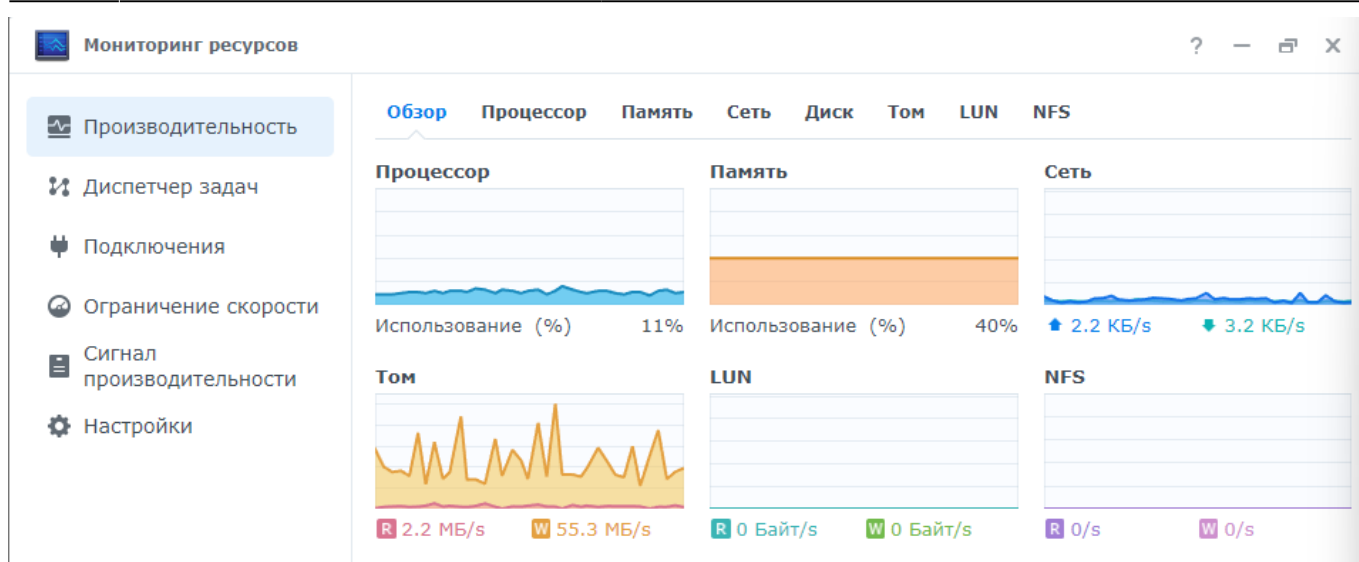 Мониторинг ресурсов
Производительность
Диспетчер задач
Подключения
Ограничение скорости
Сигнал
производительности
Настройки
Обзор Процессор Память Сеть Диск Том LUN NFS
Процессор
Использование (%) 11%
Память
Использование (%) 40%
Сеть
2.2 КБ/s 3.2 КБ/s
Том
R 2.2 МБ/s W 55.3 МБ/s
LUN
R 0 Байт/s W 0 Байт/s
NFS
R 0/s W 0/s